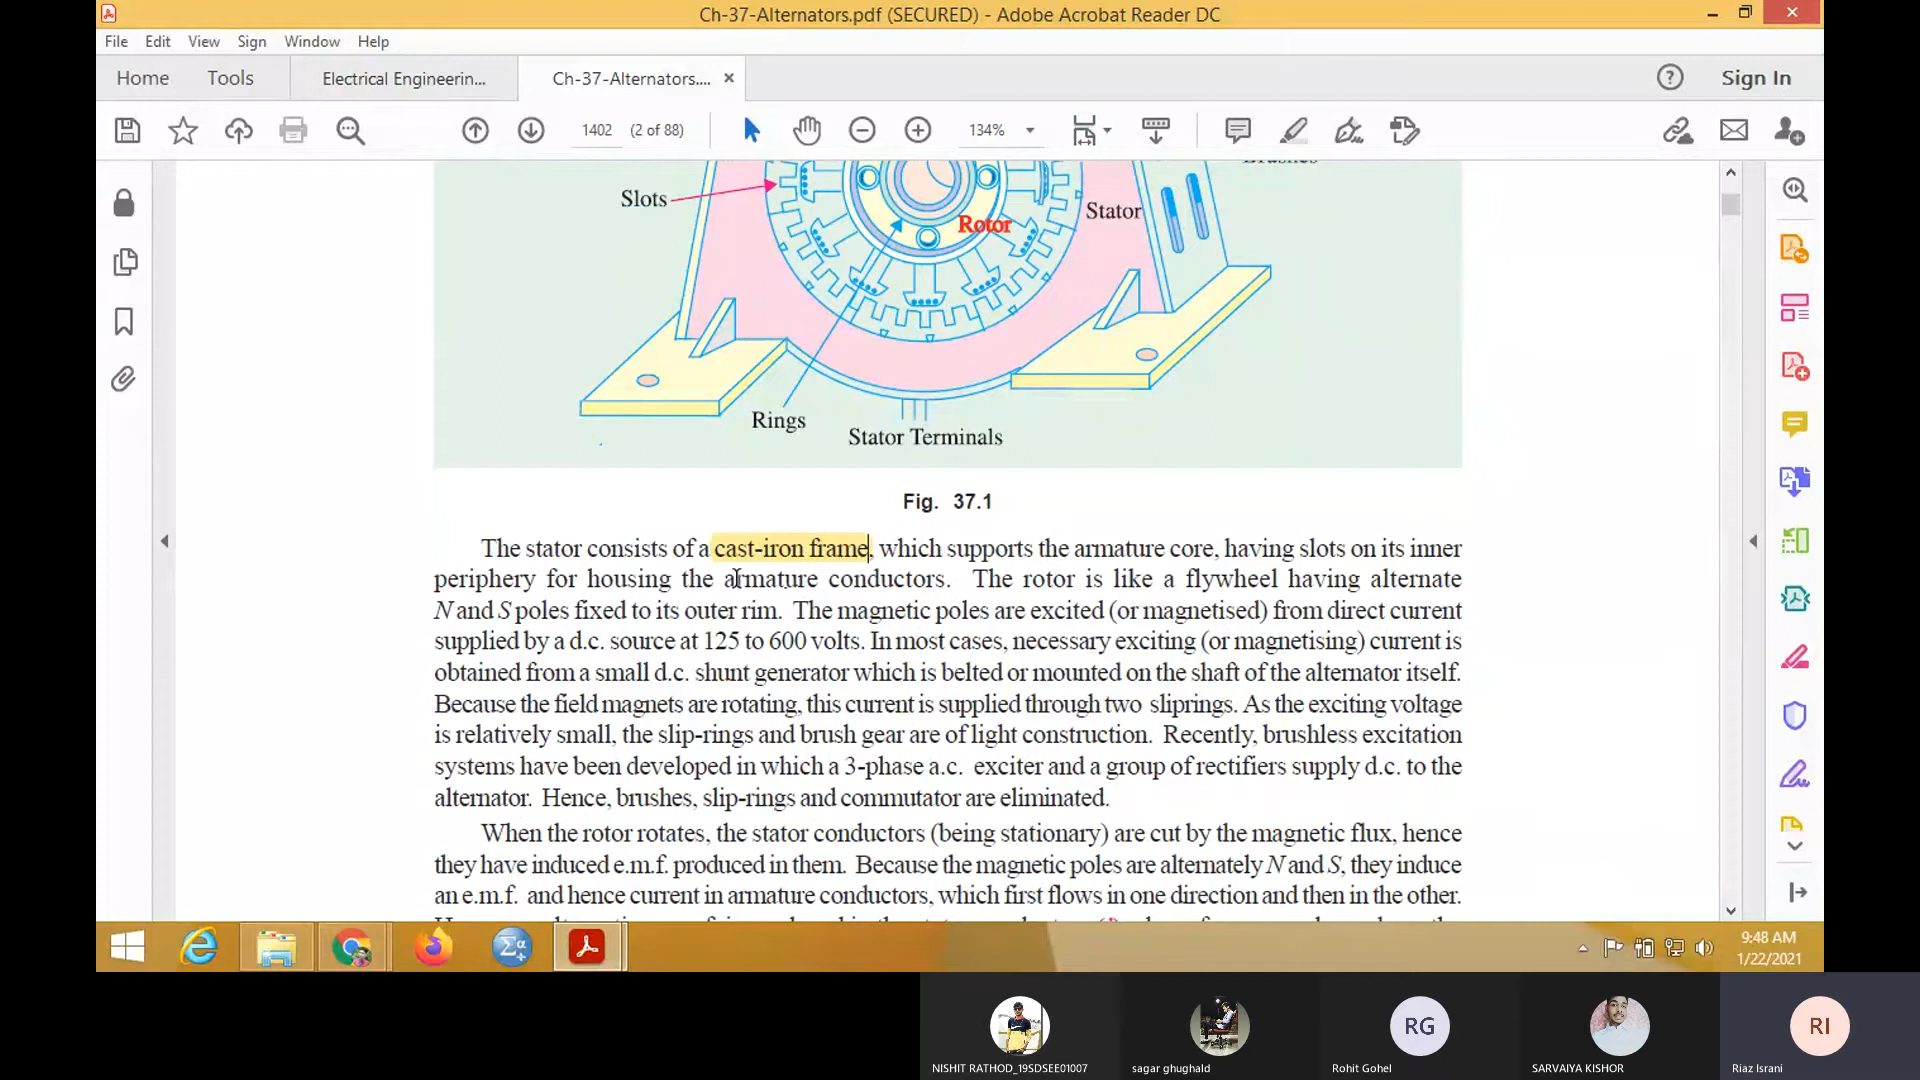 Ch-37-Alternators.pdf (SECURED) - Adobe Acrobat Reader DC
File Edit View Sign Window Help
Home Tools Electrical Engineerin... Ch-37-Alternators.... Sign In
1402 (2 of 88) 134%
Brushes
Slots
Stator
Rotor
Rings
Stator Terminals
Fig. 37.1
The stator consists of a cast-iron frame, which supports the armature core, having slots on its inner
periphery for housing the armature conductors. The rotor is like a flywheel having alternate
N and S poles fixed to its outer rim. The magnetic poles are excited (or magnetised) from direct current
supplied by a d.c. source at 125 to 600 volts. In most cases, necessary exciting (or magnetising) current is
obtained from a small d.c. shunt generator which is belted or mounted on the shaft of the alternator itself.
Because the field magnets are rotating, this current is supplied through two sliprings. As the exciting voltage
is relatively small, the slip-rings and brush gear are of light construction. Recently, brushless excitation
systems have been developed in which a 3-phase a.c. exciter and a group of rectifiers supply d.c. to the
alternator. Hence, brushes, slip-rings and commutator are eliminated.
When the rotor rotates, the stator conductors (being stationary) are cut by the magnetic flux, hence
they have induced e.m.f. produced in them. Because the magnetic poles are alternately N and S, they induce
an e.m.f. and hence current in armature conductors, which first flows in one direction and then in the other.
9:48 AM
1/22/2021
RG
RI
NISHIT RATHOD_19SDSEE01007
sagar ghughald
Rohit Gohel
SARVAIYA KISHOR
Riaz Israni